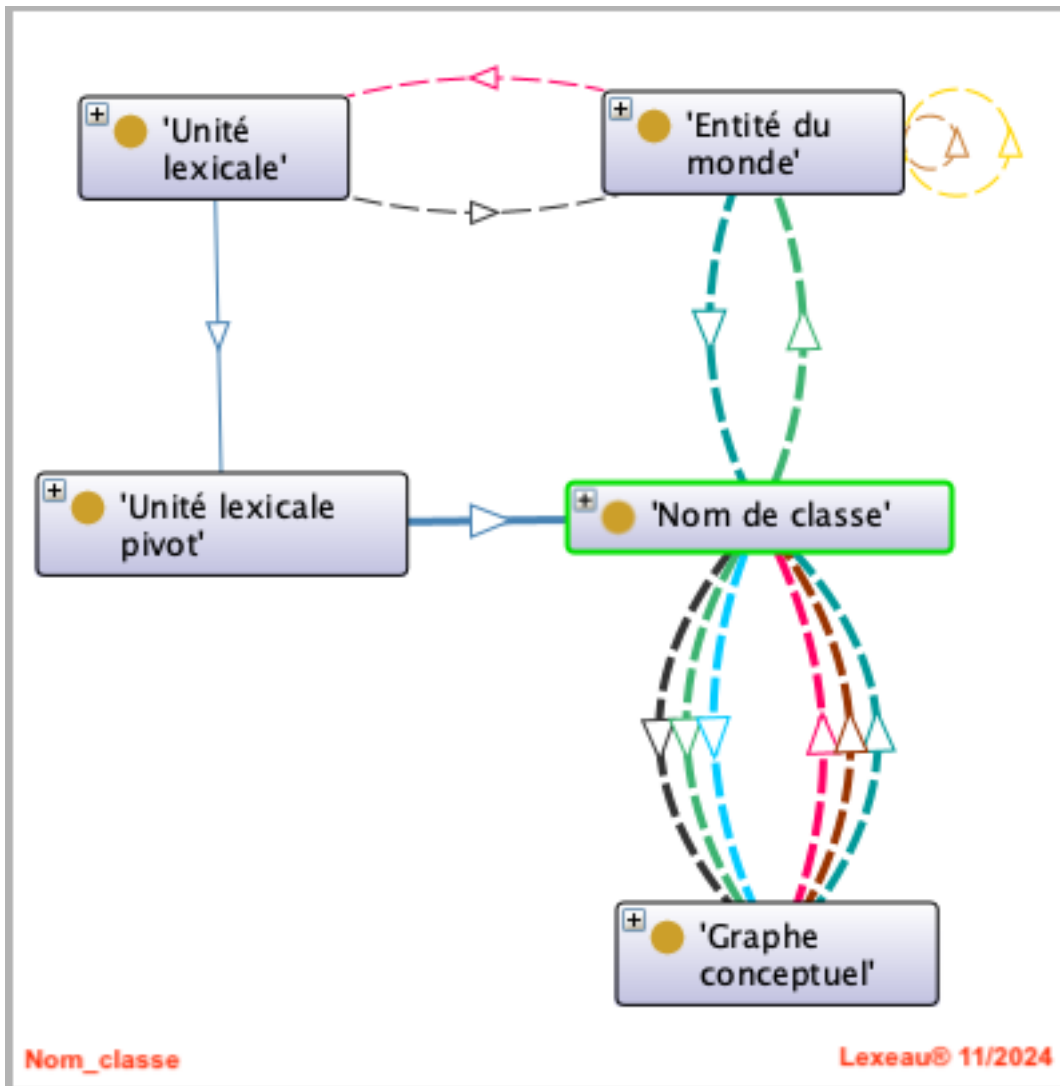 'Unité
lexicale'
'Entité du
monde'
'Unité lexicale
pivot'
'Nom de classe'
'Graphe
conceptuel'
Nom_classe
Lexeau® 11/2024